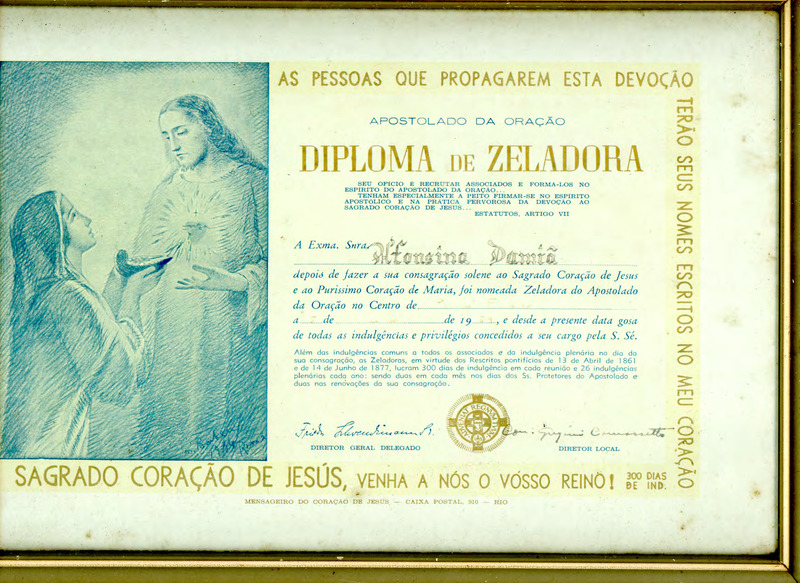 AS PESSOAS QUE PROPAGAREM ESTA DEVOÇÃO
TERÃO SEUS NOMES ESCRITOS NO MEU CORAÇÃO
APOSTOLADO DA ORAÇÃO
DIPLOMA DE ZELADORA
SEU OFICIO E RECRUTAR ASSOCIADOS E FORMA-LOS NO
ESPIRITO DO APOSTOLADO DA ORAÇÃO...
TENHAM ESPECIALMENTE A PEITO FIRMAR-SE NO ESPIRITO
APOSTÓLICO E NA PRÁTICA FERVOROSA DA DEVOÇÃO AO
SAGRADO CORAÇÃO DE JESUS...
ESTATUTOS, ARTIGO VII
A Exma. Snra. Afonsina Damiã
depois de fazer a sua consagração solene ao Sagrado Coração de Jesus
e ao Puríssimo Coração de Maria, foi nomeada Zeladora do Apostolado
da Oração no Centro de
a de de 19 , e desde a presente data gosa
de todas as indulgências e privilégios concedidos a seu cargo pela S. Sé.
Além das indulgências comuns a todos os associados e da indulgência plenária no dia da
sua consagração, as Zeladoras, em virtude dos Rescritos pontifícios de 13 de Abril de 1861
e de 14 de Junho de 1877, lucram 300 dias de indulgência em cada reunião e 26 indulgências
plenárias cada ano; sendo duas em cada mês nos dias dos Ss. Protetores do Apostolado e
duas nas renovações da sua consagração.
DIRETOR GERAL DELEGADO
DIRETOR LOCAL
SAGRADO CORAÇÃO DE JESÚS, VENHA A NÓS O VÓSSO REINO!
300 DIAS
DE IND.
MENSAGEIRO DO CORAÇÃO DE JESUS — CAIXA POSTAL, 916 — RIO